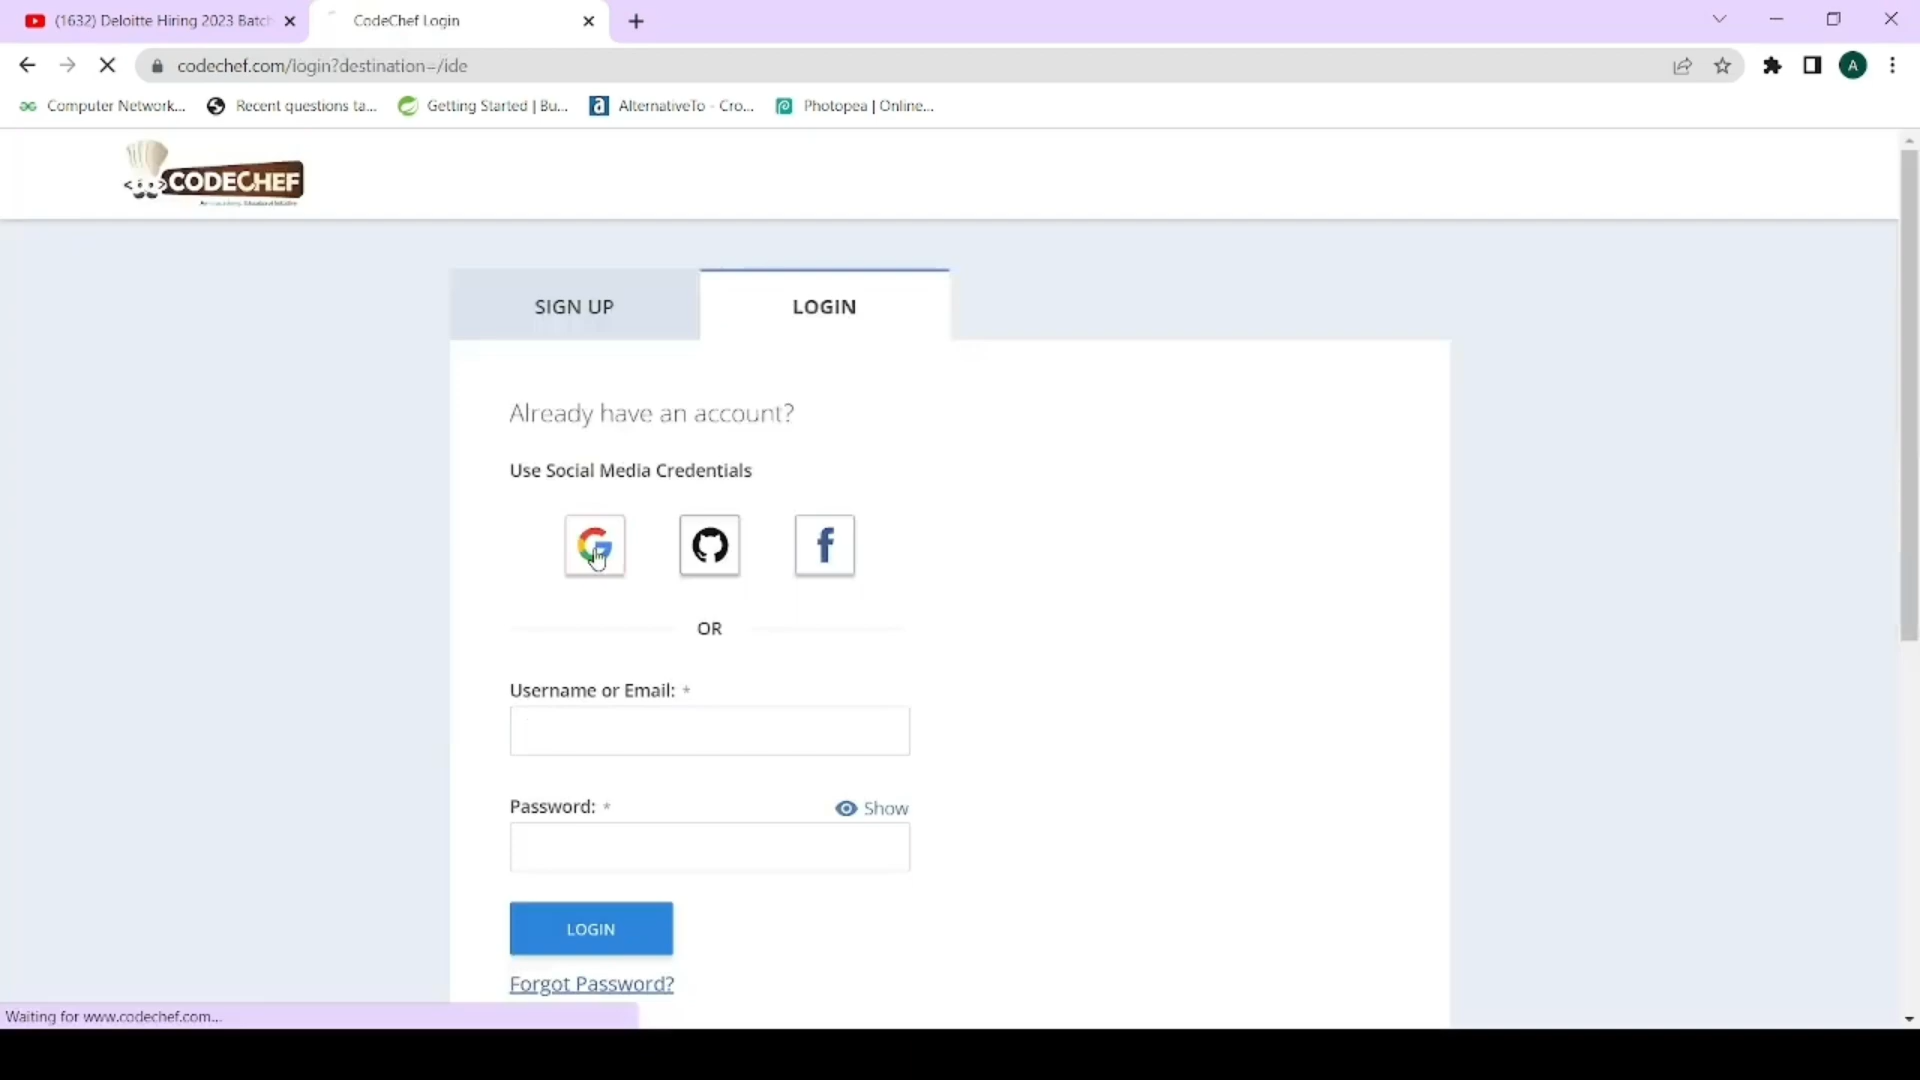 (1632) Deloitte Hiring 2023 Batch
CodeChef Login
codechef.com/login?destination=/ide
A
Computer Network...
Recent questions ta...
Getting Started | Bu...
a
AlternativeTo - Cro...
Photopea | Online...
CODECHEF
SIGN UP
LOGIN
Already have an account?
Use Social Media Credentials
OR
Username or Email: *
Password: *
Show
LOGIN
Forgot Password?
Waiting for www.codechef.com...